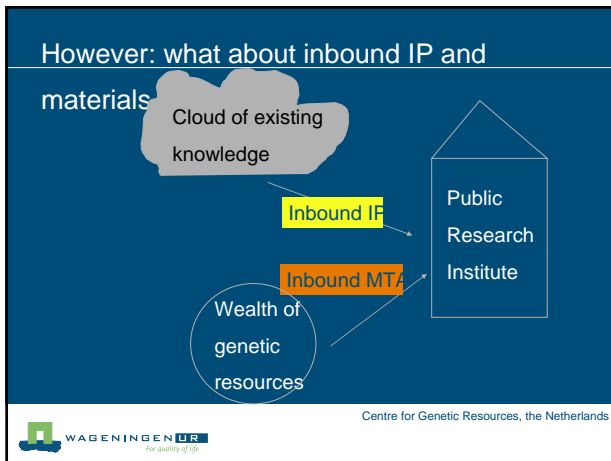 However: what about inbound IP and
materials
Cloud of existing
knowledge
Inbound IP
Public
Research
Institute
Inbound MTA
Wealth of
genetic
resources
Centre for Genetic Resources, the Netherlands
WAGENINGEN UR
For quality of life